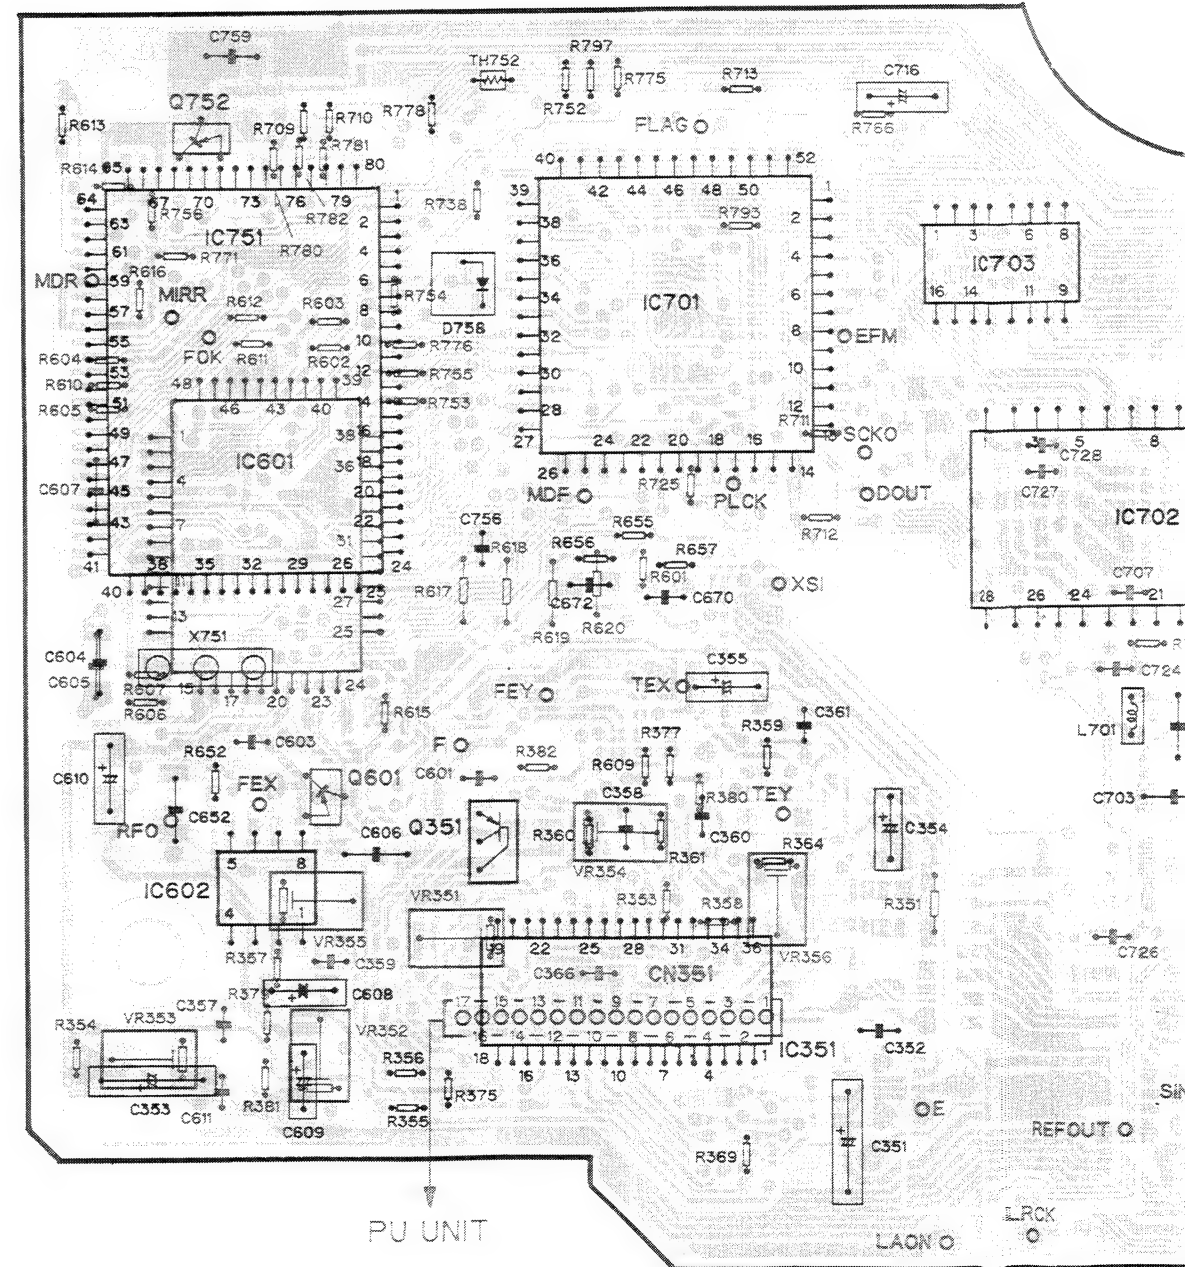 C759
TH752
R797
R775
R713
C716
R752
R766
Q752
R613
R709
R710
R778
FLAG
R781
R614
65
80
40 42 44 46 48 50 52
64
67 70 73 76 79
1
39
1
R738
R756
R782
R793
63
2
38
2
1 3 6 8
IC751
R780
R771
61
4
36
4
IC703
MDR
R616
59
6
34
6
16 14 11 9
MIRR
R612
R603
R754
IC701
57
8
D758
32
8
EFM
FOK
R611
R602
55
10
R776
R604
53
12
R755
30
10
R610
48 46 43 40 39
51
14
R753
28
12
R605
R711
1
38
16
49
27
24 22 20 18 16
SCKO
1 3 5 8
C728
IC601
36
18
47
26
14
C727
C607
45
4
20
MDF
R725
PLCK
DOUT
IC702
43
7
22
C756
R655
R712
31
R618
R656
R657
41
38 35 32 29 26
24
R601
C707
40
11
25
R617
C672
C670
XSI
28 26 24 21
27
13
R619
R620
25
X751
C604
C355
C724
C605
R607
15 17 20 23 24
FEY
TEX
R606
R615
L701
C603
F
R377
R359
C361
R652
C601
R382
R609
C610
FEX
Q601
C358
R380
TEY
C703
C652
RFO
Q351
R360
C360
C354
C606
R361
R364
5 8
VR354
IC602
VR351
R353
R358
R351
4 1
19 22 25 28 31 34 36
VR355
VR356
C726
R357
C359
C366
CN351
R379
C608
C357
17 15 13 11 9 7 5 3 1
R354
VR353
VR352
16 14 12 10 8 6 4 2
IC351
C352
18 16 13 10 7 4 1
R356
C353
R381
R375
C611
R355
C609
E
REFOUT
C351
R369
PU UNIT
LRCK
LAON